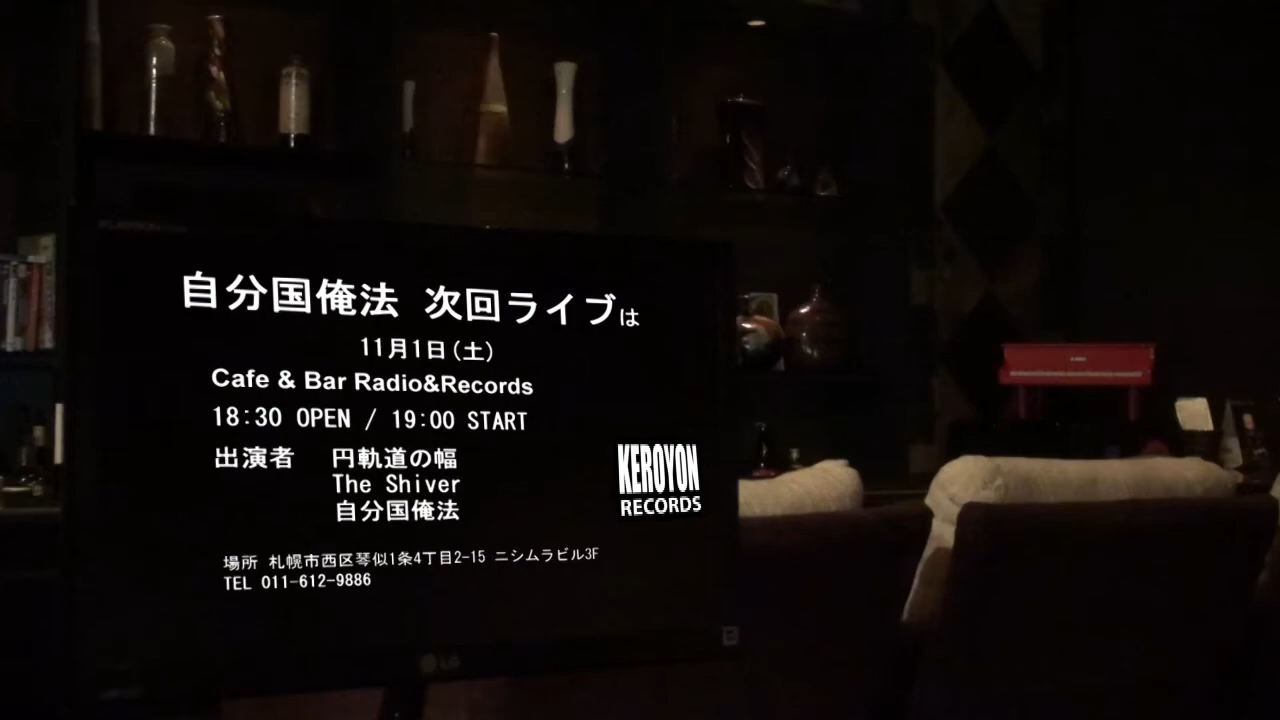 自分国俺法 次回ライブは
11月1日(土)
Cafe & Bar Radio&Records
18:30 OPEN / 19:00 START
出演者 円軌道の幅
The Shiver
自分国俺法
KEROYON
RECORDS
場所 札幌市西区琴似1条4丁目2-15 ニシムラビル3F
TEL 011-612-9886
LG